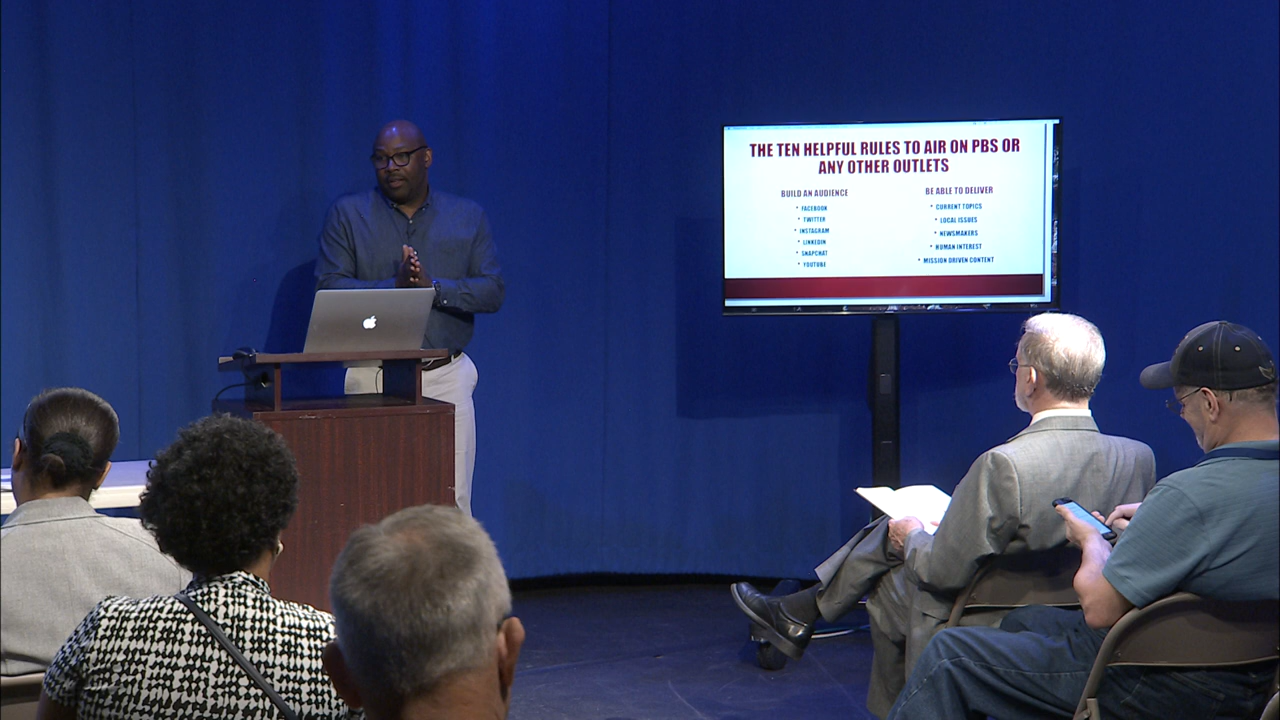 THE TEN HELPFUL RULES TO AIR ON PBS OR
ANY OTHER OUTLETS
BUILD AN AUDIENCE
• FACEBOOK
• TWITTER
• INSTAGRAM
• LINKEDIN
• SNAPCHAT
• YOUTUBE
BE ABLE TO DELIVER
• CURRENT TOPICS
• LOCAL ISSUES
• NEWSMAKERS
• HUMAN INTEREST
• MISSION DRIVEN CONTENT